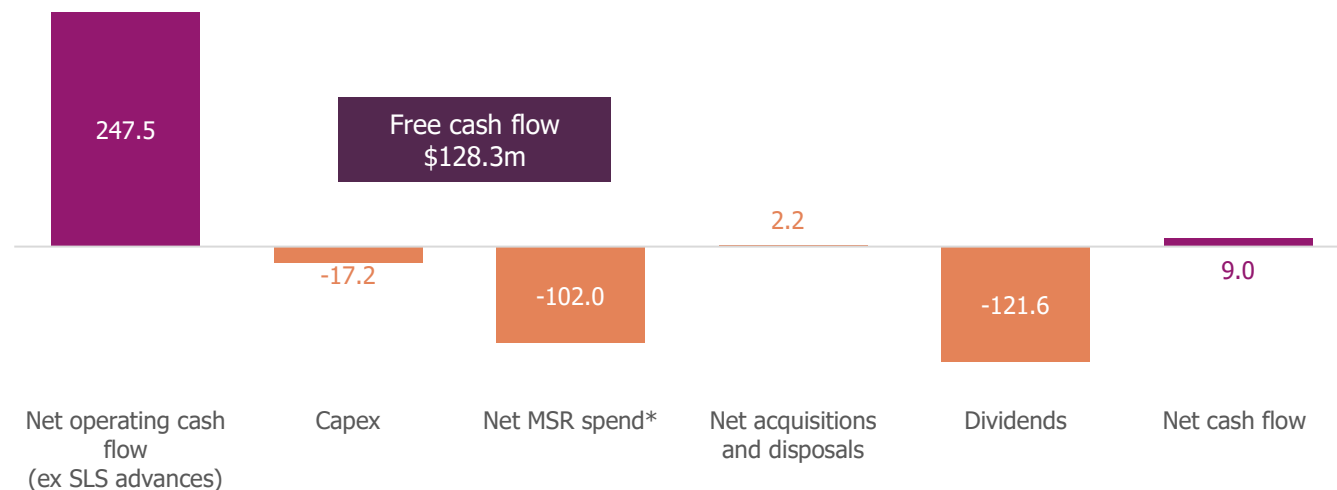 247.5
Free cash flow
$128.3m
2.2
-17.2
-102.0
-121.6
9.0
Net operating cash
flow
(ex SLS advances)
Capex
Net MSR spend*
Net acquisitions
and disposals
Dividends
Net cash flow